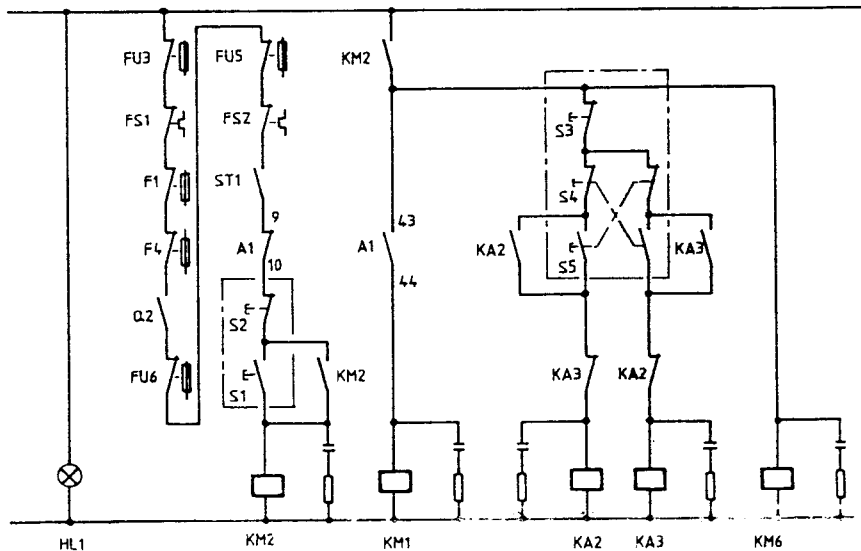 FU3
FU5
KM2
FS1
FS2
S3
F1
ST1
S4
9
43
F4
A1
A1
KA2
S5
KA3
10
44
Q2
S2
FU6
S1
KM2
KA3
KA2
HL1
KM2
KM1
KA2
KA3
KM6